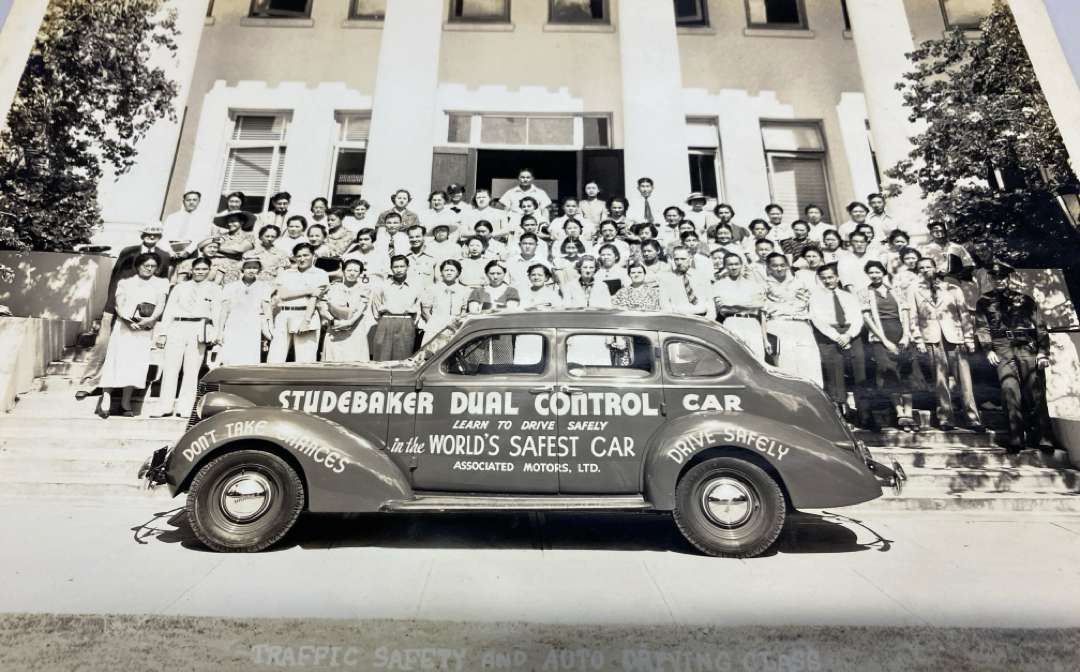 STUDEBAKER DUAL CONTROL CAR
LEARN TO DRIVE SAFELY
in the WORLD'S SAFEST CAR
ASSOCIATED MOTORS, LTD.
DON'T TAKE CHANCES
DRIVE SAFELY
TRAFFIC SAFETY AND AUTO DRIVING CLASS